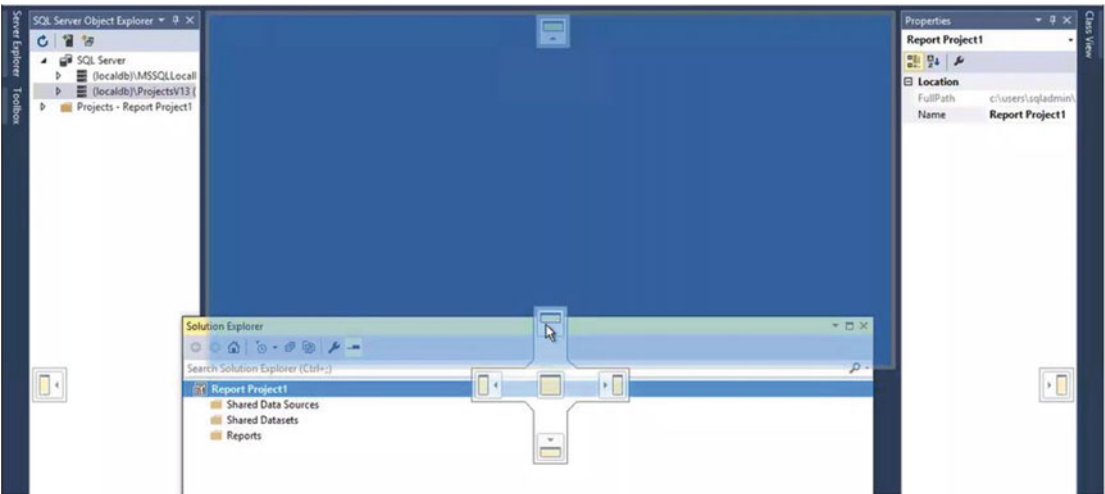 Server Explorer
Toolbox
SQL Server Object Explorer
SQL Server
(localdb)\MSSQLLocall
(localdb)\ProjectsV13 (
Projects - Report Project1
Solution Explorer
Search Solution Explorer (Ctrl+;)
Report Project1
Shared Data Sources
Shared Datasets
Reports
Properties
Report Project1
Location
FullPath c:\users\sqladmin\
Name Report Project1
Class View